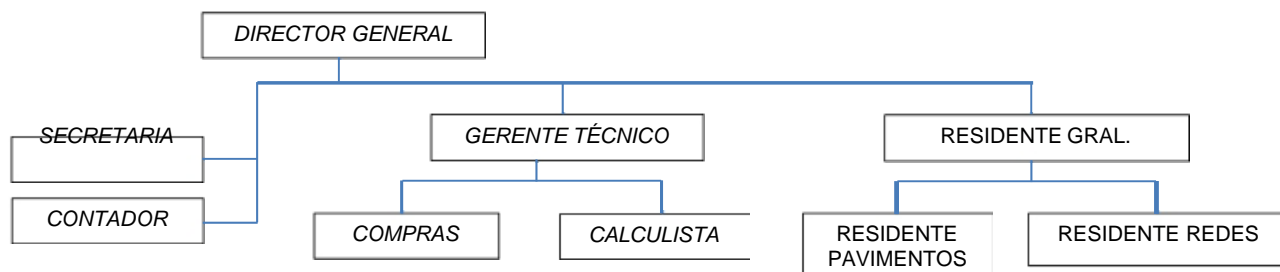 DIRECTOR GENERAL
SECRETARIA
GERENTE TÉCNICO
RESIDENTE GRAL.
CONTADOR
COMPRAS
CALCULISTA
RESIDENTE
PAVIMENTOS
RESIDENTE REDES